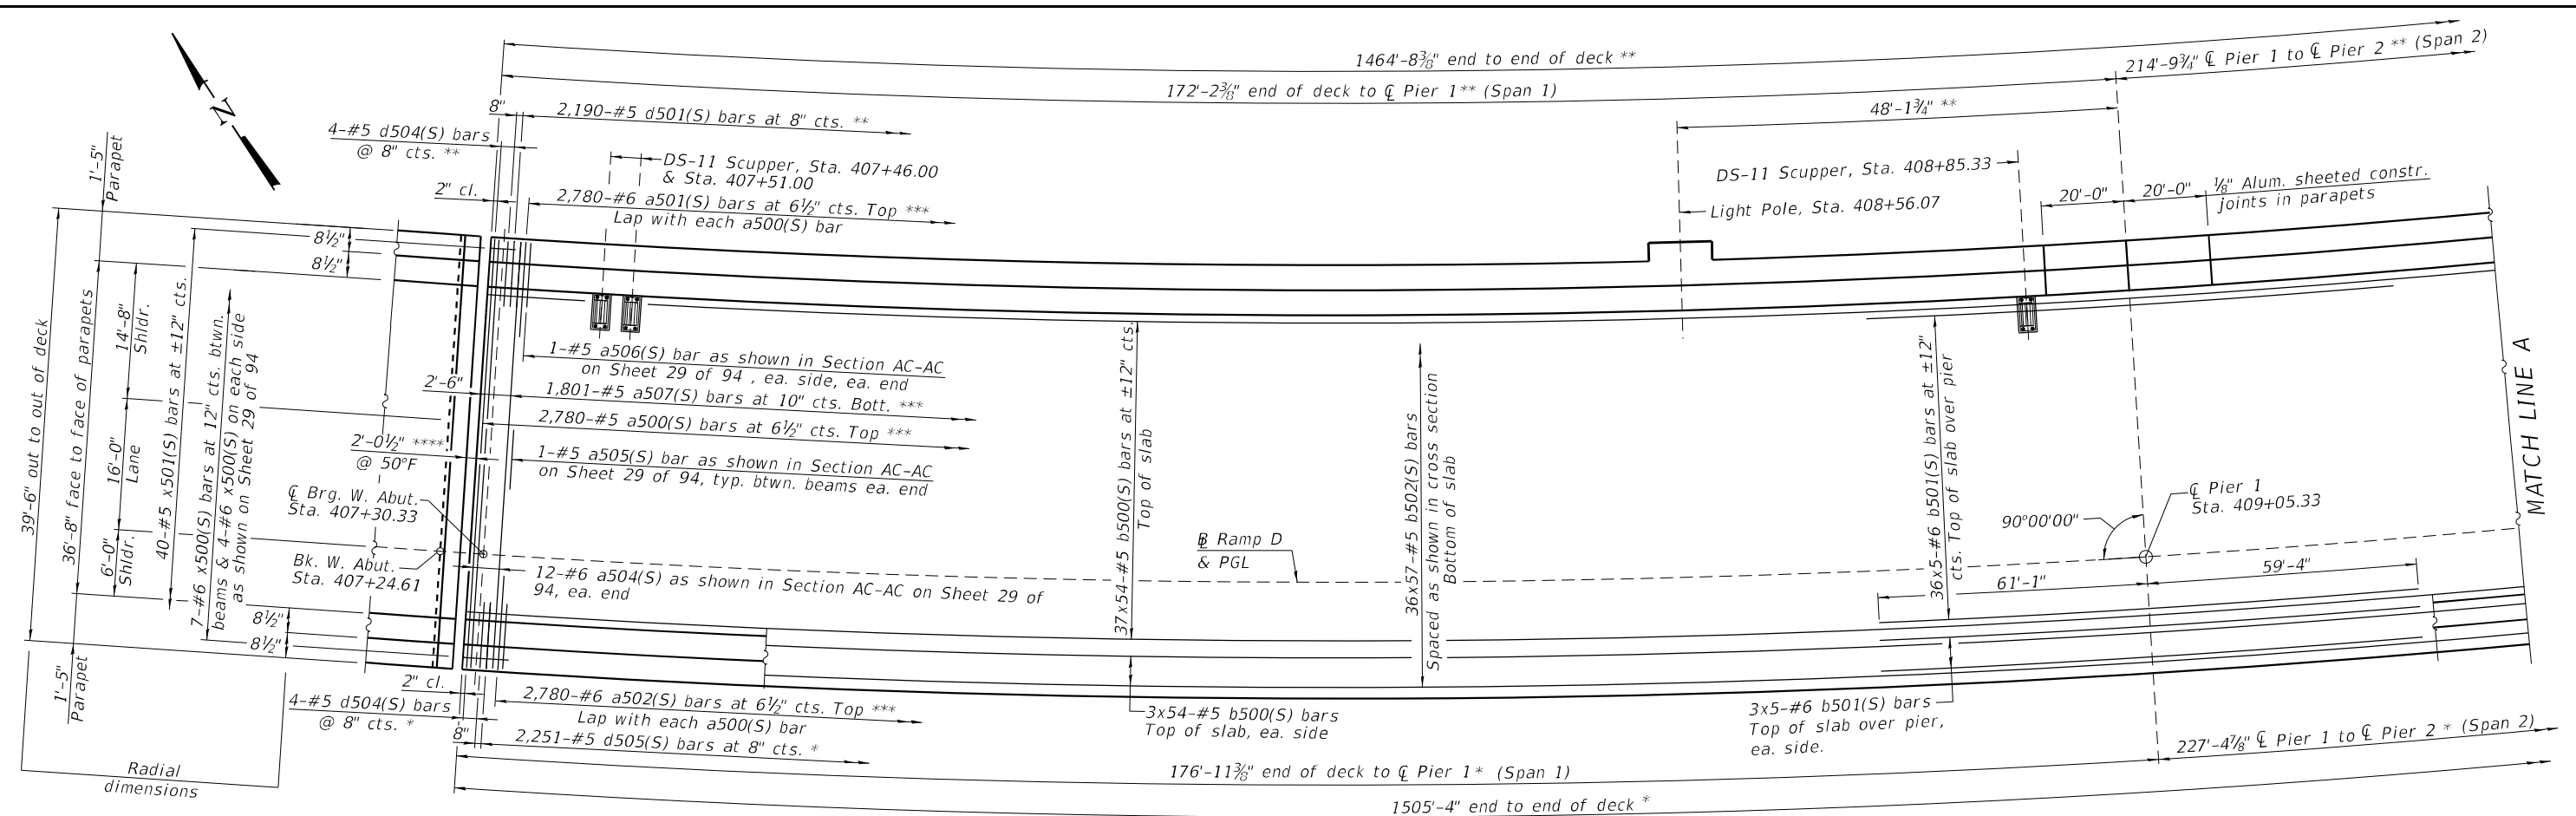 1464'-8⅜" end to end of deck **
214'-9¾" ℄ Pier 1 to ℄ Pier 2 ** (Span 2)
172'-2⅜" end of deck to ℄ Pier 1** (Span 1)
48'-1¾" **
N
8"
2,190-#5 d501(S) bars at 8" cts. **
4-#5 d504(S) bars
@ 8" cts. **
DS-11 Scupper, Sta. 407+46.00
& Sta. 407+51.00
2" cl.
2,780-#6 a501(S) bars at 6½" cts. Top ***
Lap with each a500(S) bar
DS-11 Scupper, Sta. 408+85.33
Light Pole, Sta. 408+56.07
20'-0"
20'-0"
⅛" Alum. sheeted constr.
joints in parapets
1'-5"
Parapet
8½"
8½"
39'-6" out to out of deck
36'-8" face to face of parapets
14'-8"
Shldr.
16'-0"
Lane
6'-0"
Shldr.
40-#5 x501(S) bars at ±12" cts.
7-#6 x500(S) bars at 12" cts. btwn.
beams & 4-#6 x500(S) on each side
as shown on Sheet 29 of 94
1-#5 a506(S) bar as shown in Section AC-AC
on Sheet 29 of 94 , ea. side, ea. end
2'-6"
1,801-#5 a507(S) bars at 10" cts. Bott. ***
2,780-#5 a500(S) bars at 6½" cts. Top ***
2'-0½" ****
@ 50°F
1-#5 a505(S) bar as shown in Section AC-AC
on Sheet 29 of 94, typ. btwn. beams ea. end
℄ Brg. W. Abut.
Sta. 407+30.33
Bk. W. Abut.
Sta. 407+24.61
12-#6 a504(S) as shown in Section AC-AC on Sheet 29 of
94, ea. end
37x54-#5 b500(S) bars at ±12" cts.
Top of slab
36x57-#5 b502(S) bars
Spaced as shown in cross section
Bottom of slab
36x5-#6 b501(S) bars at ±12"
cts. Top of slab over pier
B Ramp D
& PGL
90°00'00"
℄ Pier 1
Sta. 409+05.33
MATCH LINE A
61'-1"
59'-4"
8½"
8½"
1'-5"
Parapet
2" cl.
4-#5 d504(S) bars
@ 8" cts. *
8"
2,780-#6 a502(S) bars at 6½" cts. Top ***
Lap with each a500(S) bar
2,251-#5 d505(S) bars at 8" cts. *
3x54-#5 b500(S) bars
Top of slab, ea. side
3x5-#6 b501(S) bars
Top of slab over pier,
ea. side.
Radial
dimensions
227'-4⅞" ℄ Pier 1 to ℄ Pier 2 * (Span 2)
176'-11⅜" end of deck to ℄ Pier 1* (Span 1)
1505'-4" end to end of deck *